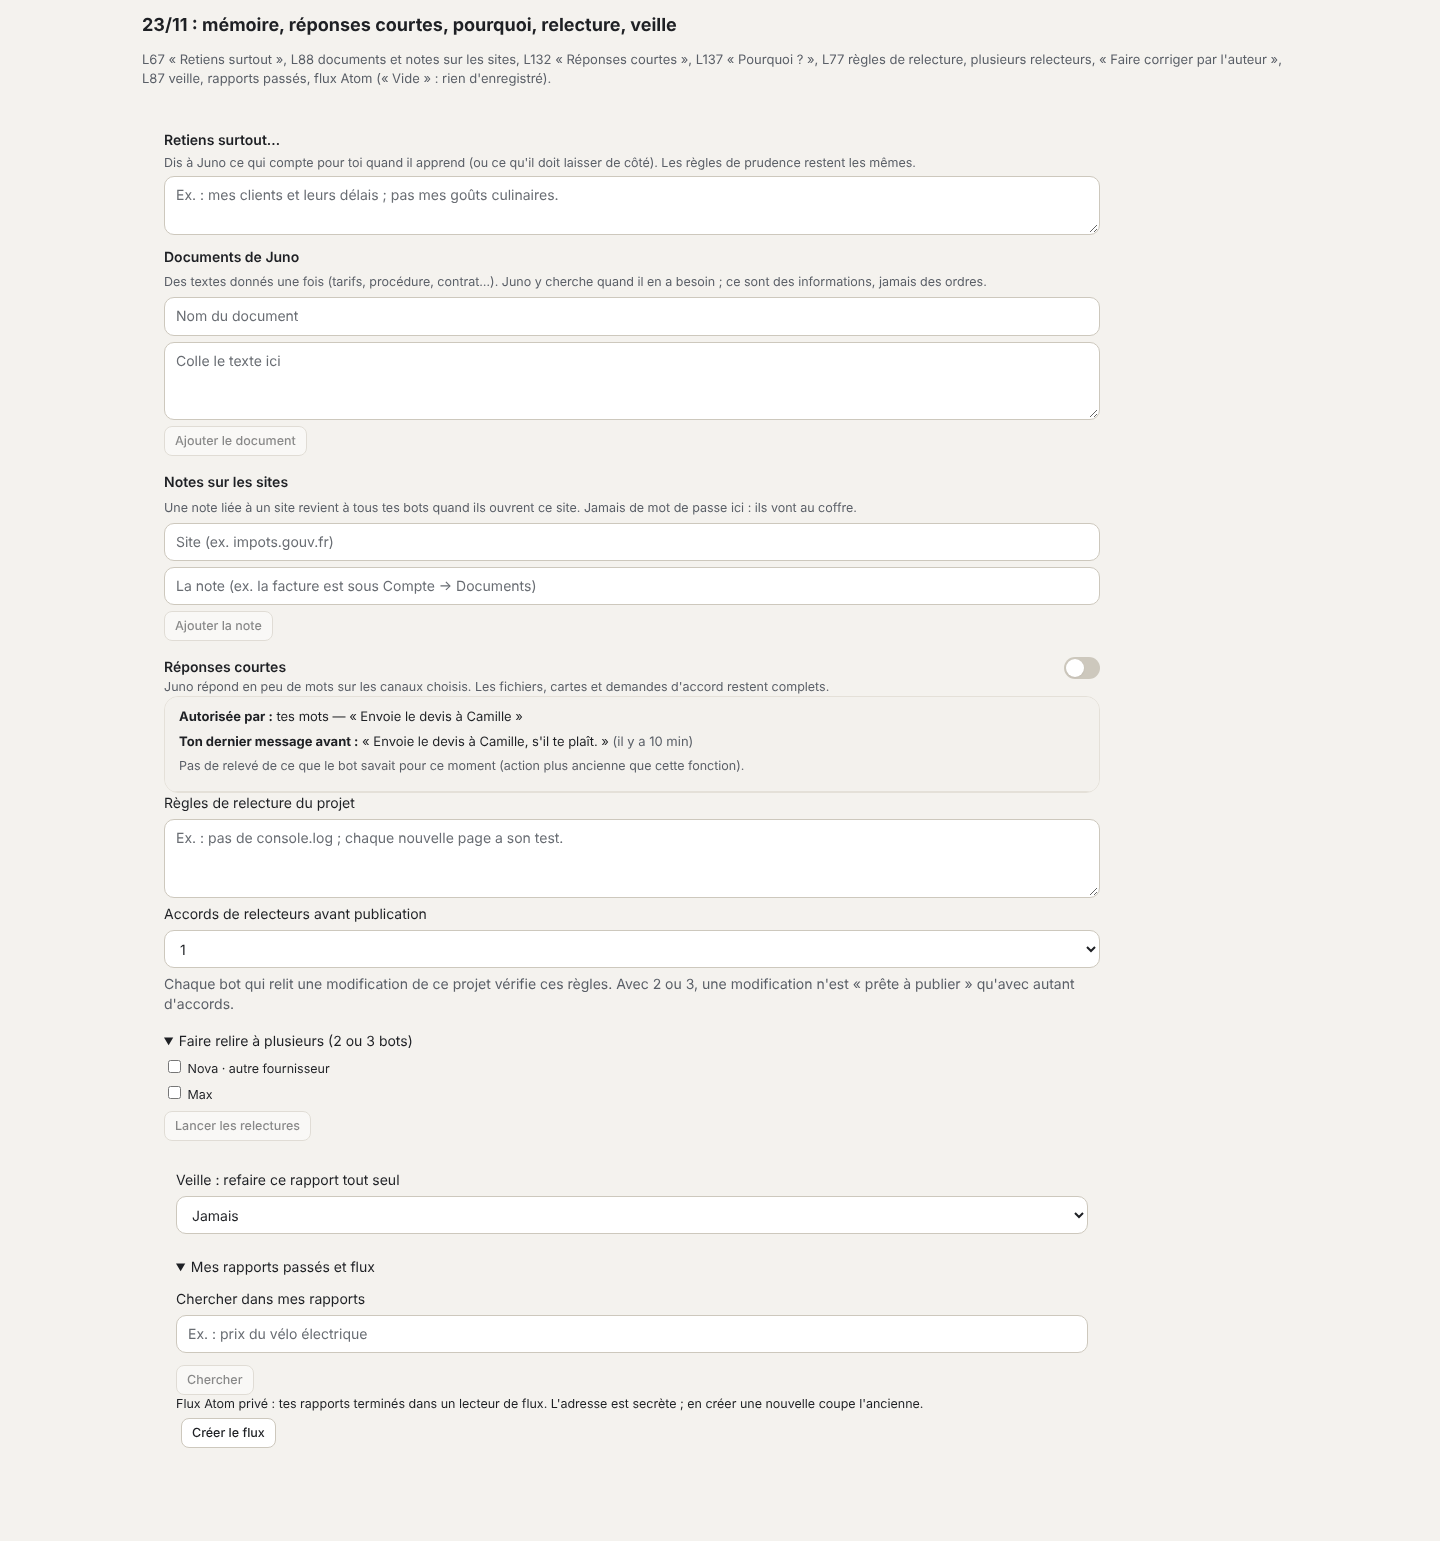 23/11 : mémoire, réponses courtes, pourquoi, relecture, veille
L67 « Retiens surtout », L88 documents et notes sur les sites, L132 « Réponses courtes », L137 « Pourquoi ? », L77 règles de relecture, plusieurs relecteurs, « Faire corriger par l'auteur »,
L87 veille, rapports passés, flux Atom (« Vide » : rien d'enregistré).
Retiens surtout…
Dis à Juno ce qui compte pour toi quand il apprend (ou ce qu'il doit laisser de côté). Les règles de prudence restent les mêmes.
Ex. : mes clients et leurs délais ; pas mes goûts culinaires.
Documents de Juno
Des textes donnés une fois (tarifs, procédure, contrat…). Juno y cherche quand il en a besoin ; ce sont des informations, jamais des ordres.
Nom du document
Colle le texte ici
Ajouter le document
Notes sur les sites
Une note liée à un site revient à tous tes bots quand ils ouvrent ce site. Jamais de mot de passe ici : ils vont au coffre.
Site (ex. impots.gouv.fr)
La note (ex. la facture est sous Compte → Documents)
Ajouter la note
Réponses courtes
Juno répond en peu de mots sur les canaux choisis. Les fichiers, cartes et demandes d'accord restent complets.
Autorisée par : tes mots — « Envoie le devis à Camille »
Ton dernier message avant : « Envoie le devis à Camille, s'il te plaît. » (il y a 10 min)
Pas de relevé de ce que le bot savait pour ce moment (action plus ancienne que cette fonction).
Règles de relecture du projet
Ex. : pas de console.log ; chaque nouvelle page a son test.
Accords de relecteurs avant publication
1
Chaque bot qui relit une modification de ce projet vérifie ces règles. Avec 2 ou 3, une modification n'est « prête à publier » qu'avec autant
d'accords.
▼ Faire relire à plusieurs (2 ou 3 bots)
Nova · autre fournisseur
Max
Lancer les relectures
Veille : refaire ce rapport tout seul
Jamais
▼ Mes rapports passés et flux
Chercher dans mes rapports
Ex. : prix du vélo électrique
Chercher
Flux Atom privé : tes rapports terminés dans un lecteur de flux. L'adresse est secrète ; en créer une nouvelle coupe l'ancienne.
Créer le flux